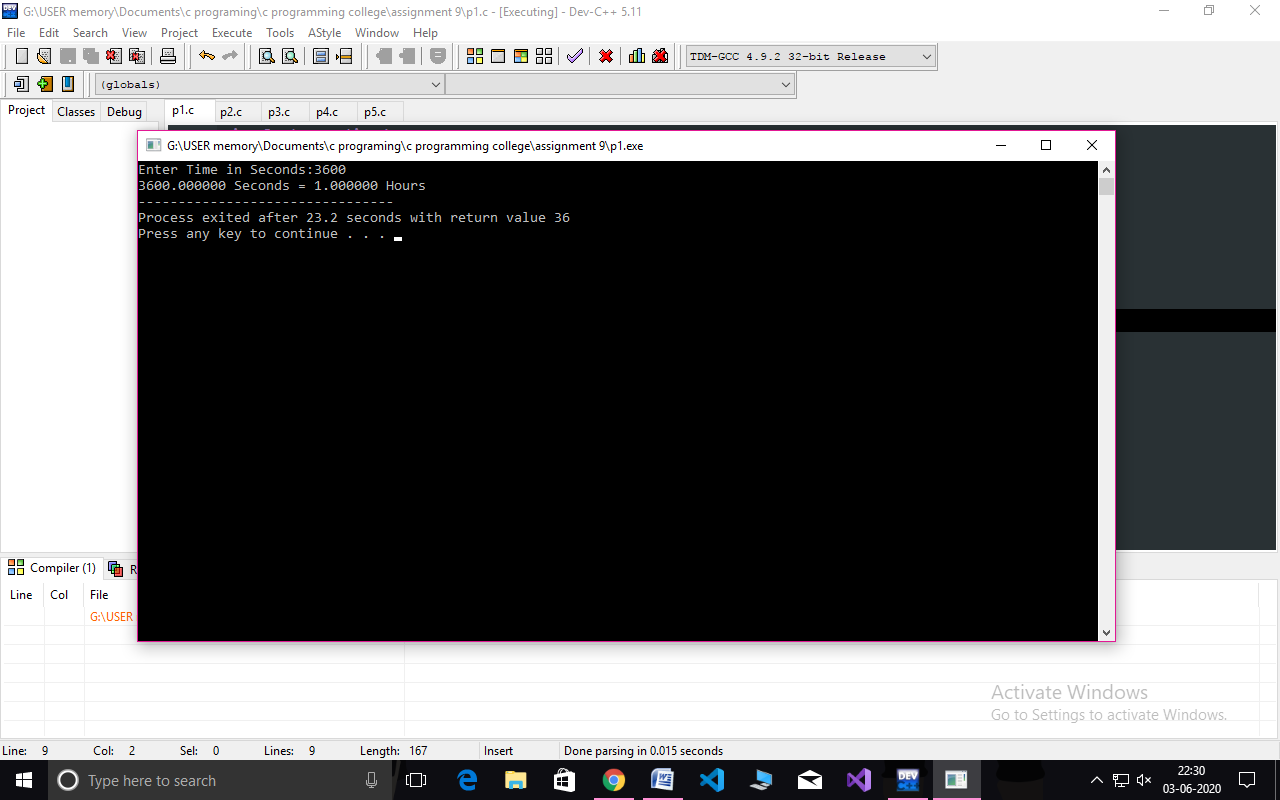 G:\USER memory\Documents\c programing\c programming college\assignment 9\p1.c - [Executing] - Dev-C++ 5.11
File Edit Search View Project Execute Tools AStyle Window Help
TDM-GCC 4.9.2 32-bit Release
(globals)
Project Classes Debug p1.c p2.c p3.c p4.c p5.c
G:\USER memory\Documents\c programing\c programming college\assignment 9\p1.exe
Enter Time in Seconds:3600
3600.000000 Seconds = 1.000000 Hours
--------------------------------
Process exited after 23.2 seconds with return value 36
Press any key to continue . . .
Compiler (1)
Line Col File
G:\USER
Activate Windows
Go to Settings to activate Windows.
Line: 9 Col: 2 Sel: 0 Lines: 9 Length: 167 Insert Done parsing in 0.015 seconds
Type here to search
22:30
03-06-2020